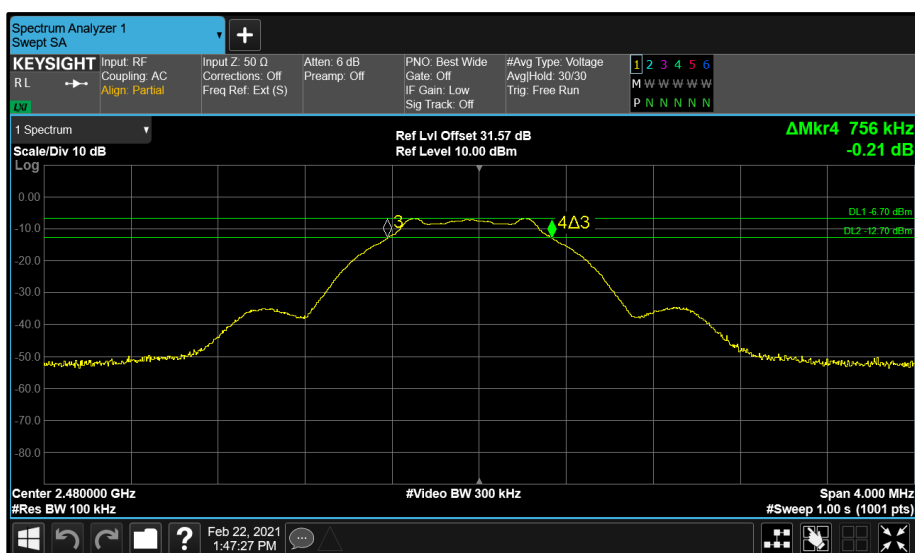 Spectrum Analyzer 1
Swept SA
+
KEYSIGHT
R L
LXI
Input: RF
Coupling: AC
Align: Partial
Input Z: 50 Ω
Corrections: Off
Freq Ref: Ext (S)
Atten: 6 dB
Preamp: Off
PNO: Best Wide
Gate: Off
IF Gain: Low
Sig Track: Off
#Avg Type: Voltage
Avg|Hold: 30/30
Trig: Free Run
1 2 3 4 5 6
M W W W W W
P N N N N N
1 Spectrum
Scale/Div 10 dB
Log
Ref Lvl Offset 31.57 dB
Ref Level 10.00 dBm
ΔMkr4 756 kHz
-0.21 dB
0.00
-10.0
-20.0
-30.0
-40.0
-50.0
-60.0
-70.0
-80.0
3
4Δ3
DL1 -6.70 dBm
DL2 -12.70 dBm
Center 2.480000 GHz
#Res BW 100 kHz
#Video BW 300 kHz
Span 4.000 MHz
#Sweep 1.00 s (1001 pts)
?
Feb 22, 2021
1:47:27 PM